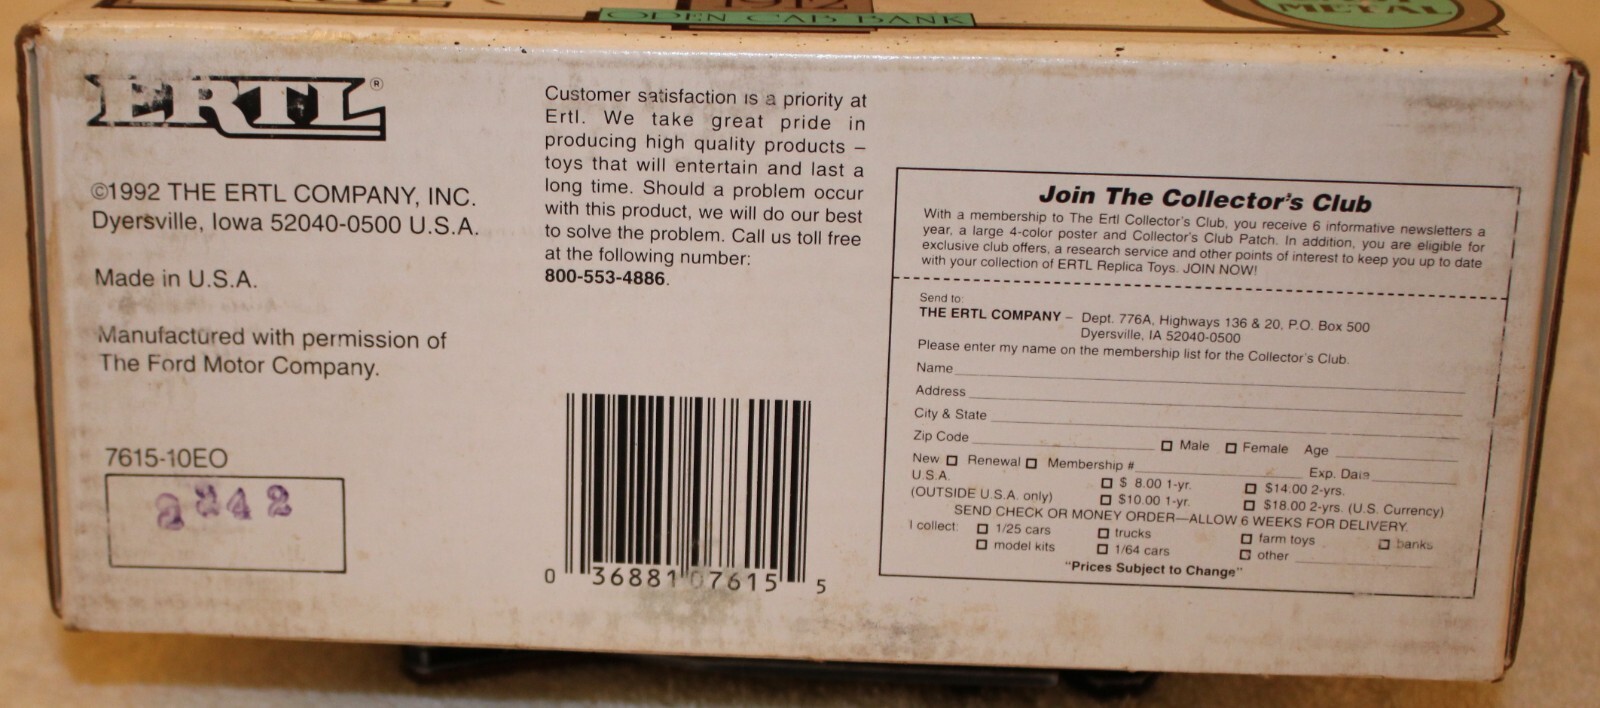 1912
OPEN CAB BANK
METAL
ERTL®
©1992 THE ERTL COMPANY, INC.
Dyersville, Iowa 52040-0500 U.S.A.
Made in U.S.A.
Manufactured with permission of
The Ford Motor Company.
7615-10EO
2242
Customer satisfaction is a priority at
Ertl. We take great pride in
producing high quality products –
toys that will entertain and last a
long time. Should a problem occur
with this product, we will do our best
to solve the problem. Call us toll free
at the following number:
800-553-4886.
0 36881 07615 5
Join The Collector's Club
With a membership to The Ertl Collector's Club, you receive 6 informative newsletters a
year, a large 4-color poster and Collector's Club Patch. In addition, you are eligible for
exclusive club offers, a research service and other points of interest to keep you up to date
with your collection of ERTL Replica Toys. JOIN NOW!
Send to:
THE ERTL COMPANY – Dept. 776A, Highways 136 & 20, P.O. Box 500
Dyersville, IA 52040-0500
Please enter my name on the membership list for the Collector's Club.
Name
Address
City & State
Zip Code Male Female Age
New Renewal Membership # Exp. Date
U.S.A. $ 8.00 1-yr. $14.00 2-yrs.
(OUTSIDE U.S.A. only) $10.00 1-yr. $18.00 2-yrs. (U.S. Currency)
SEND CHECK OR MONEY ORDER—ALLOW 6 WEEKS FOR DELIVERY.
I collect: 1/25 cars trucks farm toys banks
model kits 1/64 cars other
"Prices Subject to Change"